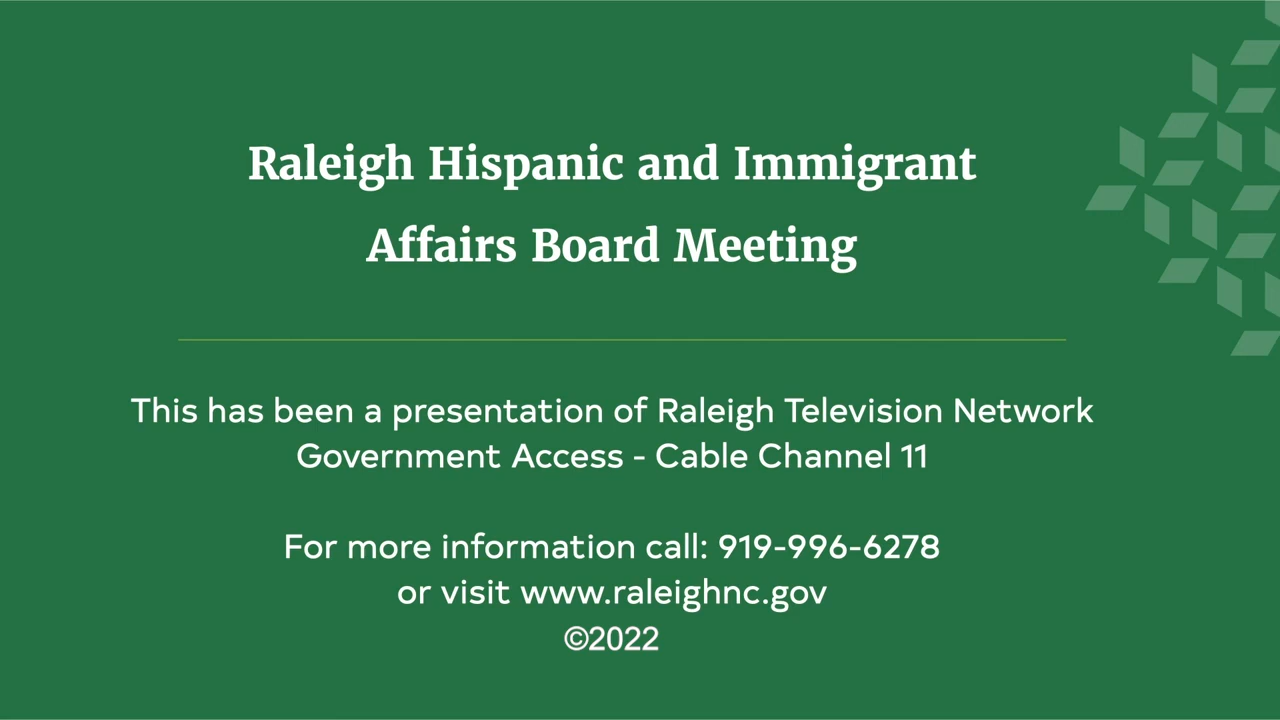 Raleigh Hispanic and Immigrant
Affairs Board Meeting
This has been a presentation of Raleigh Television Network
Government Access - Cable Channel 11
For more information call: 919-996-6278
or visit www.raleighnc.gov
©2022